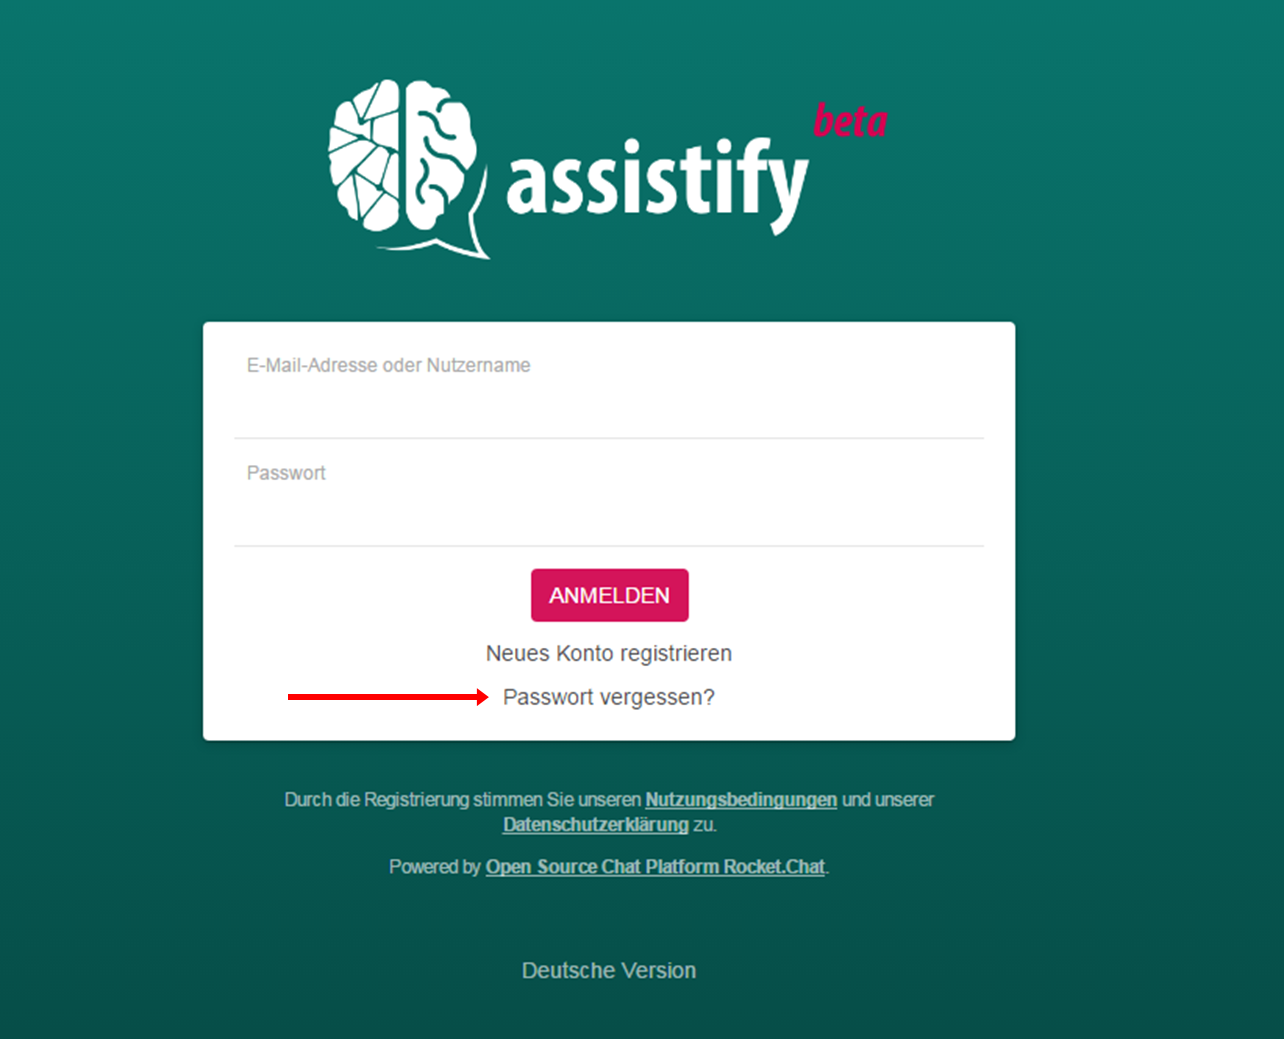 beta
assistify
E-Mail-Adresse oder Nutzername
Passwort
ANMELDEN
Neues Konto registrieren
Passwort vergessen?
Durch die Registrierung stimmen Sie unseren Nutzungsbedingungen und unserer
Datenschutzerklärung zu.
Powered by Open Source Chat Platform Rocket.Chat.
Deutsche Version